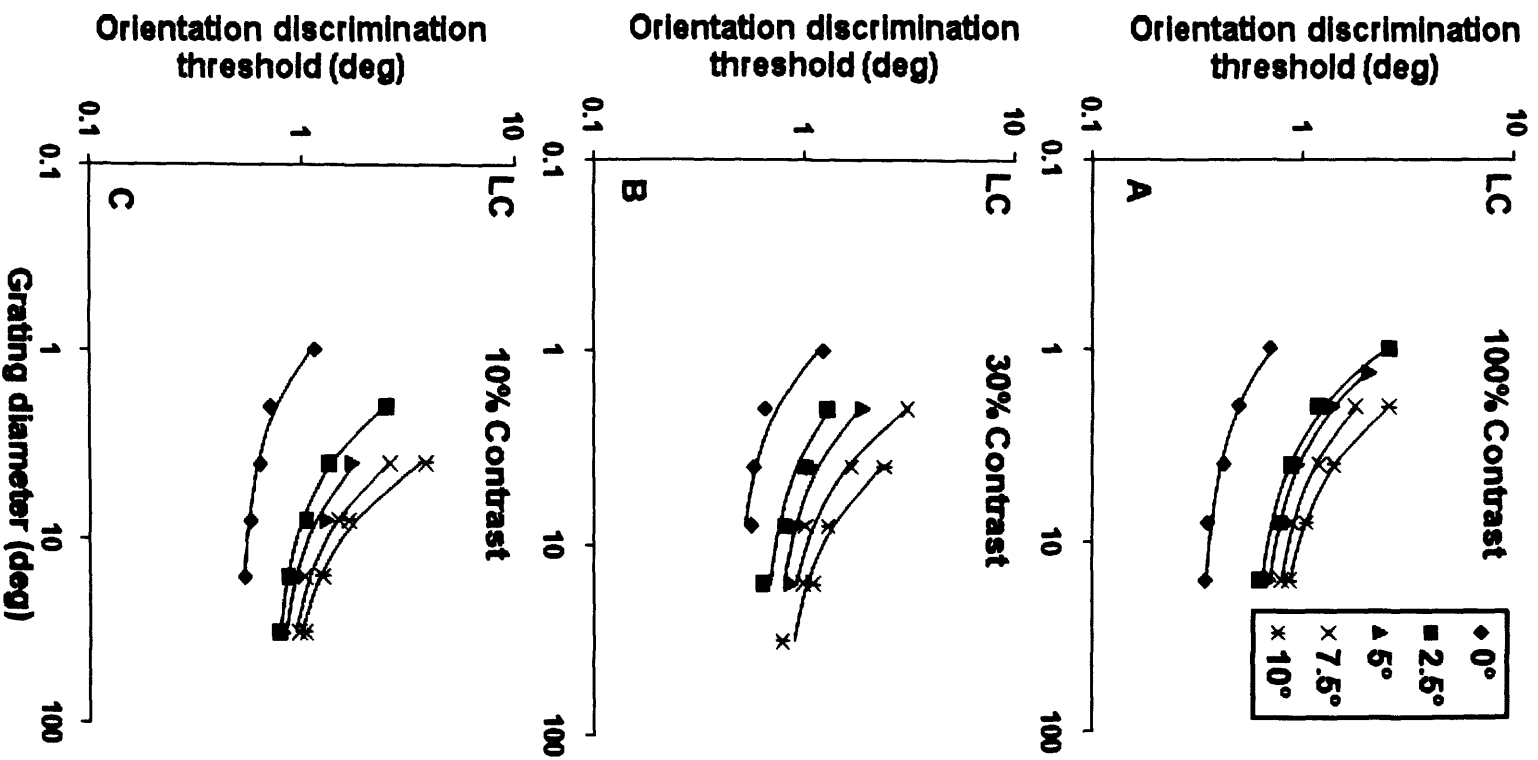 LC
100% Contrast
A
Orientation discrimination
threshold (deg)
10
1
0.1
0.1
1
10
100
0°
2.5°
5°
7.5°
10°
LC
30% Contrast
B
Orientation discrimination
threshold (deg)
10
1
0.1
0.1
1
10
100
LC
10% Contrast
C
Orientation discrimination
threshold (deg)
10
1
0.1
0.1
1
10
100
Grating diameter (deg)